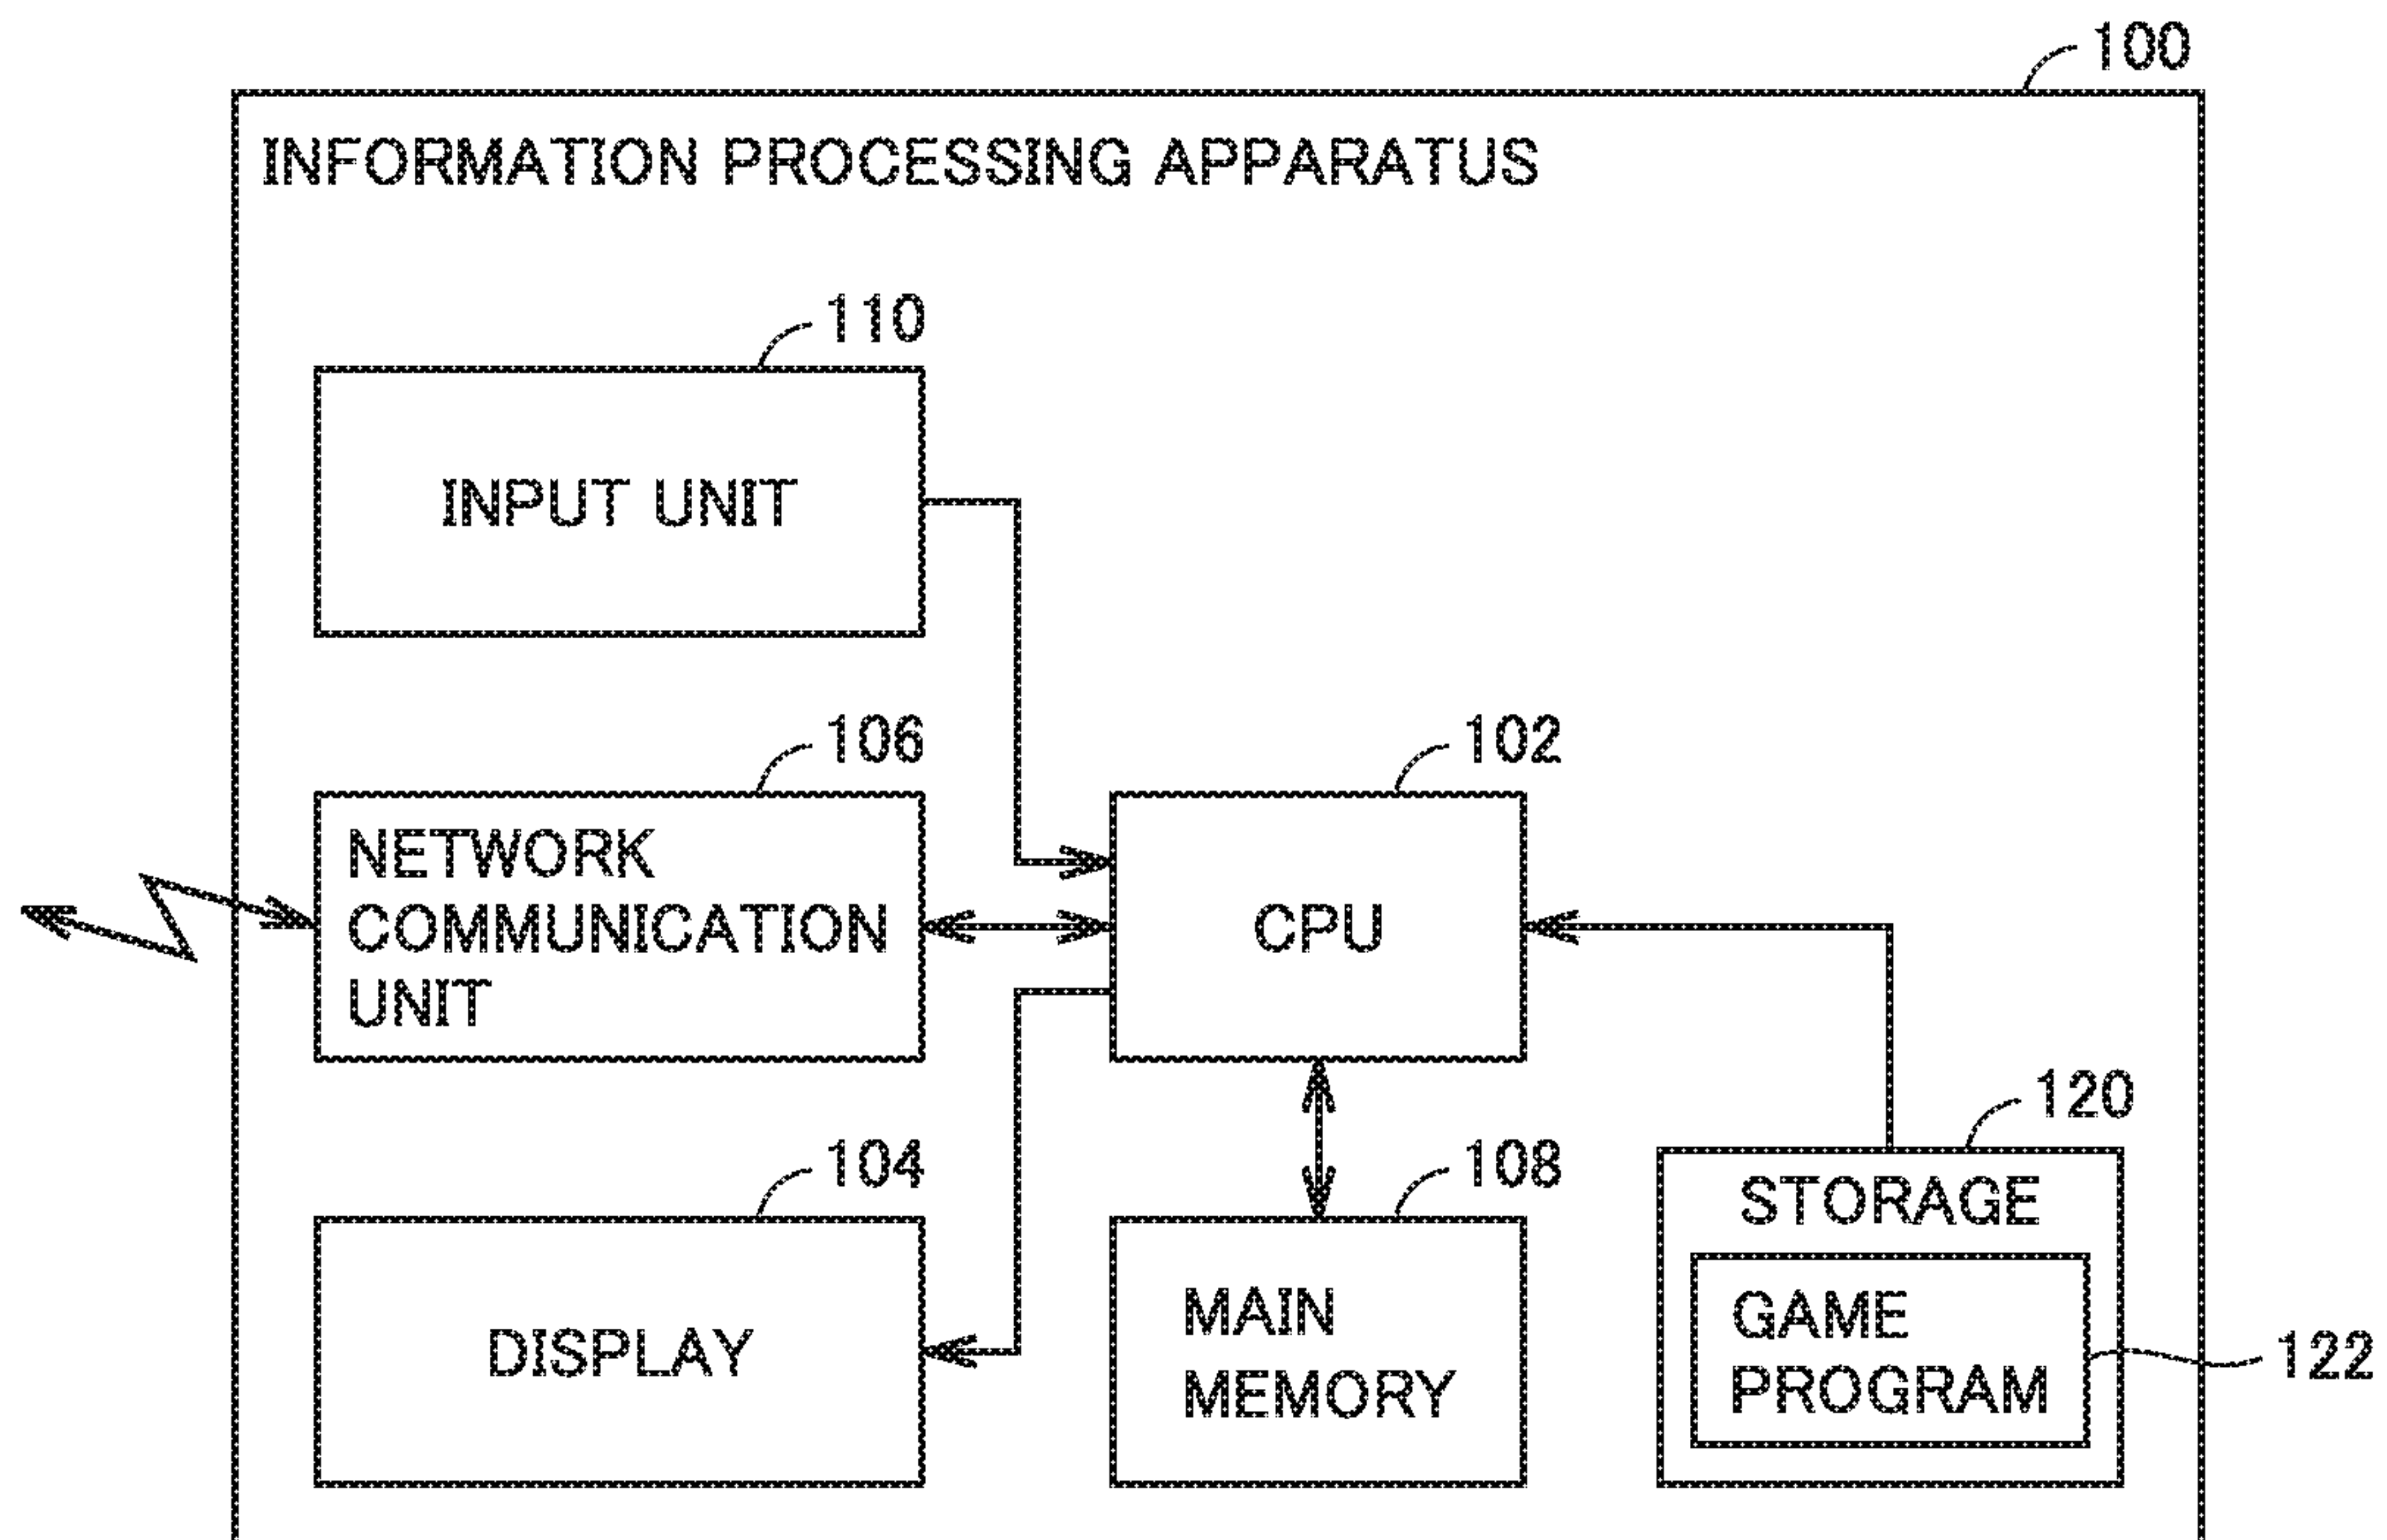 100
INFORMATION PROCESSING APPARATUS
110
INPUT UNIT
106
NETWORK
COMMUNICATION
UNIT
102
CPU
104
DISPLAY
108
MAIN
MEMORY
120
STORAGE
GAME
PROGRAM
122